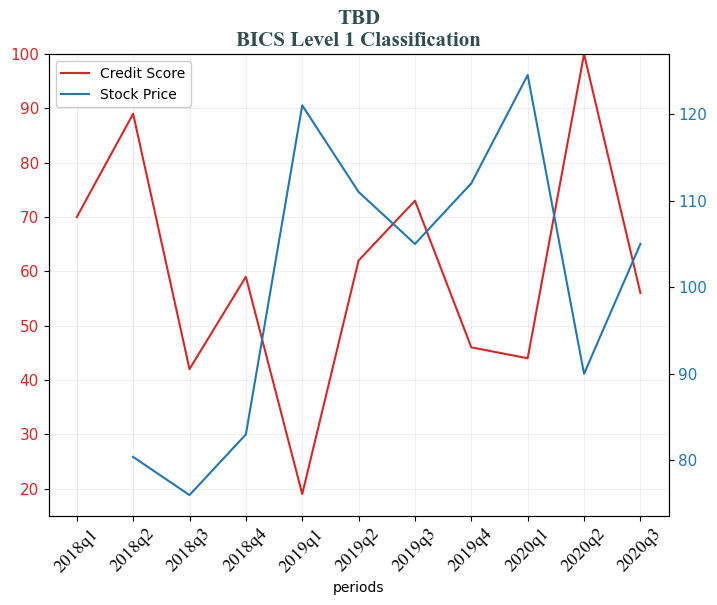 TBD
BICS Level 1 Classification
Credit Score
Stock Price
100
90
80
70
60
50
40
30
20
120
110
100
90
80
2018q1
2018q2
2018q3
2018q4
2019q1
2019q2
2019q3
2019q4
2020q1
2020q2
2020q3
periods